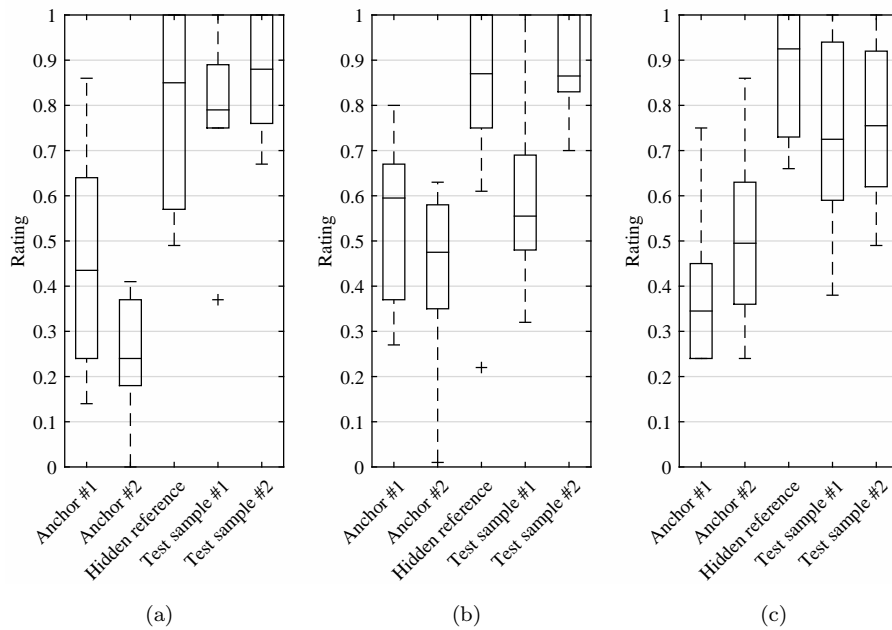 1
0.9
0.8
0.7
0.6
0.5
0.4
0.3
0.2
0.1
0
Rating
Anchor #1
Anchor #2
Hidden reference
Test sample #1
Test sample #2
(a)
1
0.9
0.8
0.7
0.6
0.5
0.4
0.3
0.2
0.1
0
Rating
Anchor #1
Anchor #2
Hidden reference
Test sample #1
Test sample #2
(b)
1
0.9
0.8
0.7
0.6
0.5
0.4
0.3
0.2
0.1
0
Rating
Anchor #1
Anchor #2
Hidden reference
Test sample #1
Test sample #2
(c)